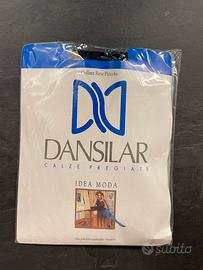 DANSILAR
CALZE PREGIATE
IDEA MODA
subito